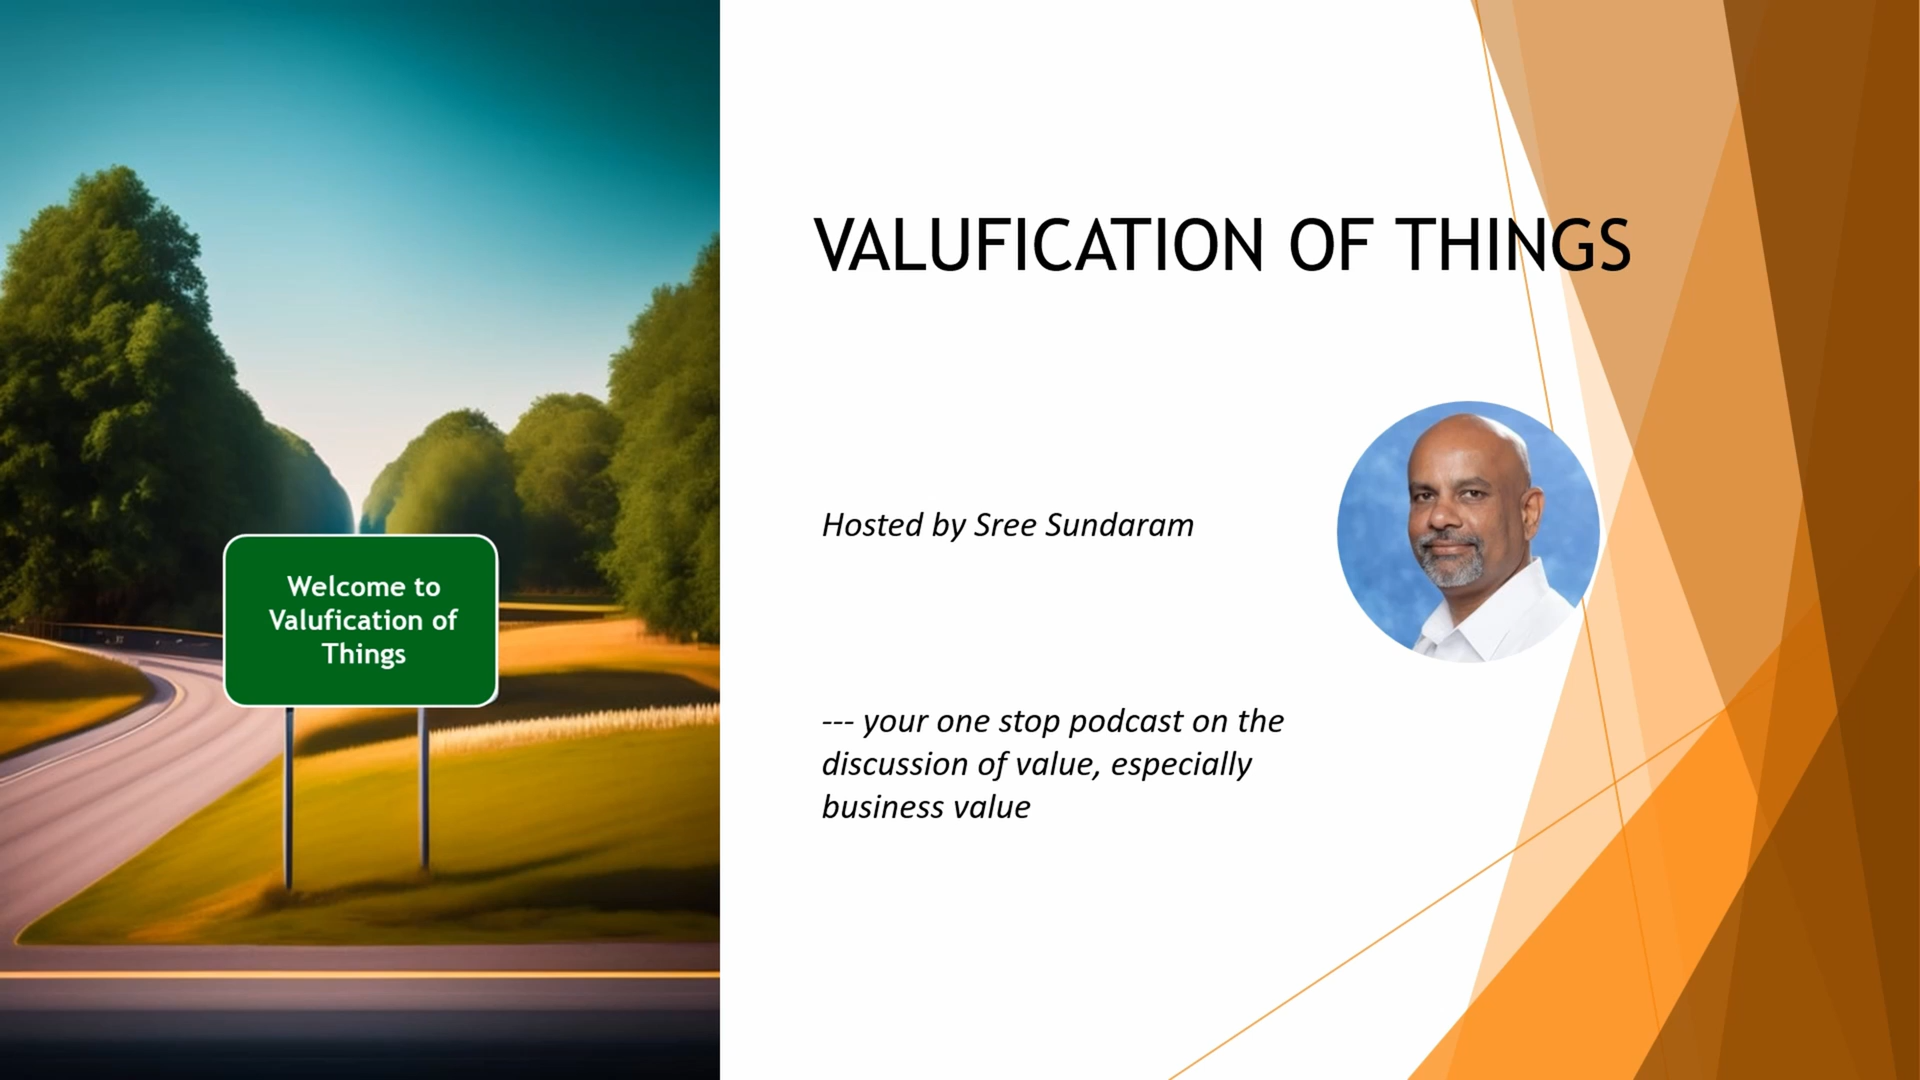 Welcome to
Valufication of
Things
VALUFICATION OF THINGS
Hosted by Sree Sundaram
--- your one stop podcast on the
discussion of value, especially
business value